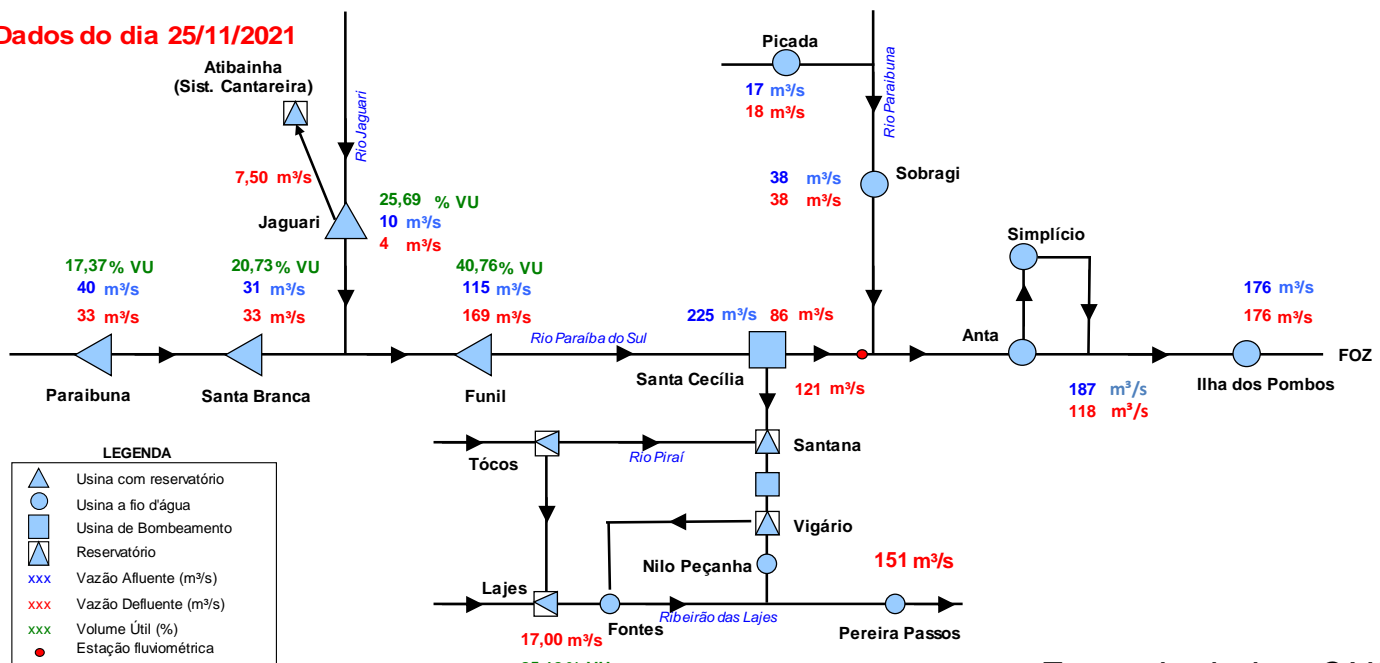 Dados do dia 25/11/2021
Atibainha
(Sist. Cantareira)
Rio Jaguari
7,50 m³/s
Jaguari
25,69 % VU
10 m³/s
4 m³/s
Picada
17 m³/s
18 m³/s
Rio Paraibuna
38 m³/s
38 m³/s
Sobragi
17,37% VU
40 m³/s
33 m³/s
Paraibuna
20,73% VU
31 m³/s
33 m³/s
Santa Branca
40,76% VU
115 m³/s
169 m³/s
Funil
Rio Paraíba do Sul
225 m³/s 86 m³/s
Santa Cecília
121 m³/s
Simplício
Anta
187 m³/s
118 m³/s
176 m³/s
176 m³/s
Ilha dos Pombos
FOZ
Tócos
Rio Piraí
Santana
Vigário
Nilo Peçanha
151 m³/s
Lajes
17,00 m³/s
Fontes
Ribeirão das Lajes
Pereira Passos
LEGENDA
Usina com reservatório
Usina a fio d'água
Usina de Bombeamento
Reservatório
xxx Vazão Afluente (m³/s)
xxx Vazão Defluente (m³/s)
xxx Volume Útil (%)
Estação fluviométrica